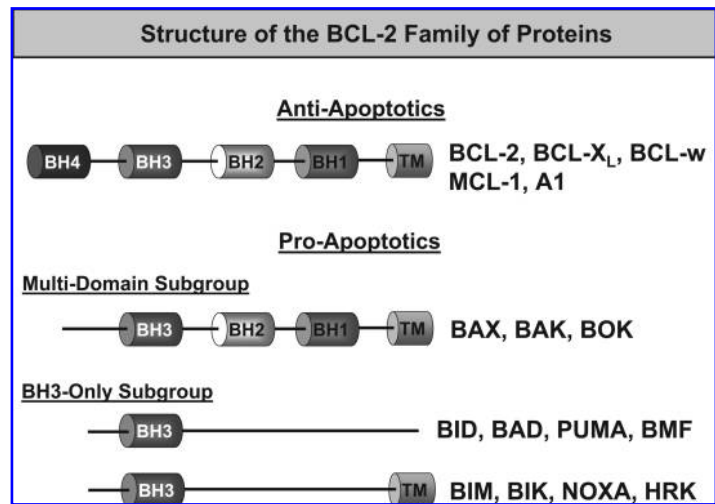 Structure of the BCL-2 Family of Proteins
Anti-Apoptotics
BH4 BH3 BH2 BH1 TM BCL-2, BCL-X_L, BCL-w
MCL-1, A1
Pro-Apoptotics
Multi-Domain Subgroup
BH3 BH2 BH1 TM BAX, BAK, BOK
BH3-Only Subgroup
BH3 BID, BAD, PUMA, BMF
BH3 TM BIM, BIK, NOXA, HRK